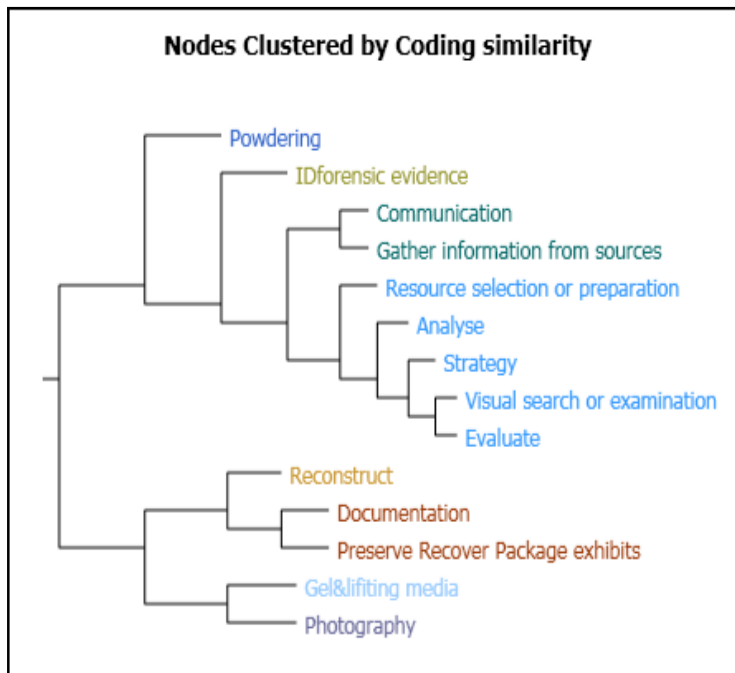 Nodes Clustered by Coding similarity
Powdering
IDforensic evidence
Communication
Gather information from sources
Resource selection or preparation
Analyse
Strategy
Visual search or examination
Evaluate
Reconstruct
Documentation
Preserve Recover Package exhibits
Gel&lifiting media
Photography